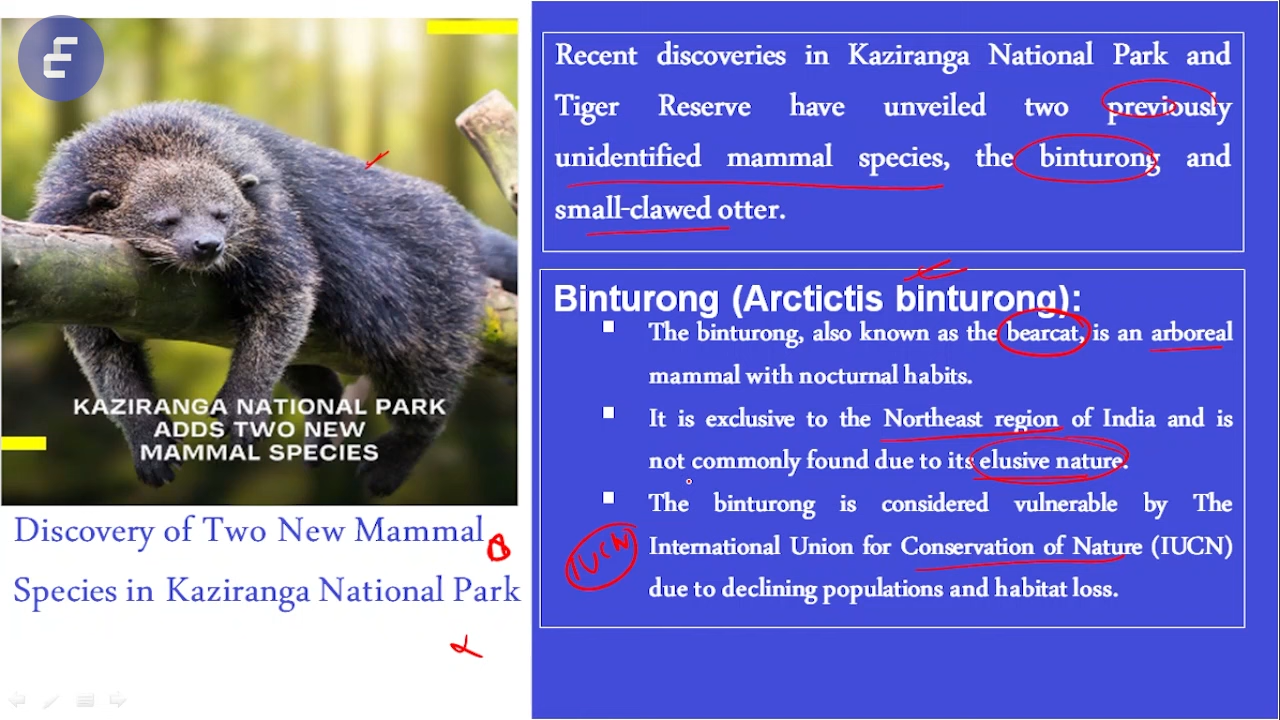 KAZIRANGA NATIONAL PARK
ADDS TWO NEW
MAMMAL SPECIES
Discovery of Two New Mammal
Species in Kaziranga National Park
Recent discoveries in Kaziranga National Park and
Tiger Reserve have unveiled two previously
unidentified mammal species, the binturong and
small-clawed otter.
Binturong (Arctictis binturong):
The binturong, also known as the bearcat, is an arboreal
mammal with nocturnal habits.
It is exclusive to the Northeast region of India and is
not commonly found due to its elusive nature.
The binturong is considered vulnerable by The
IUCN
International Union for Conservation of Nature (IUCN)
due to declining populations and habitat loss.